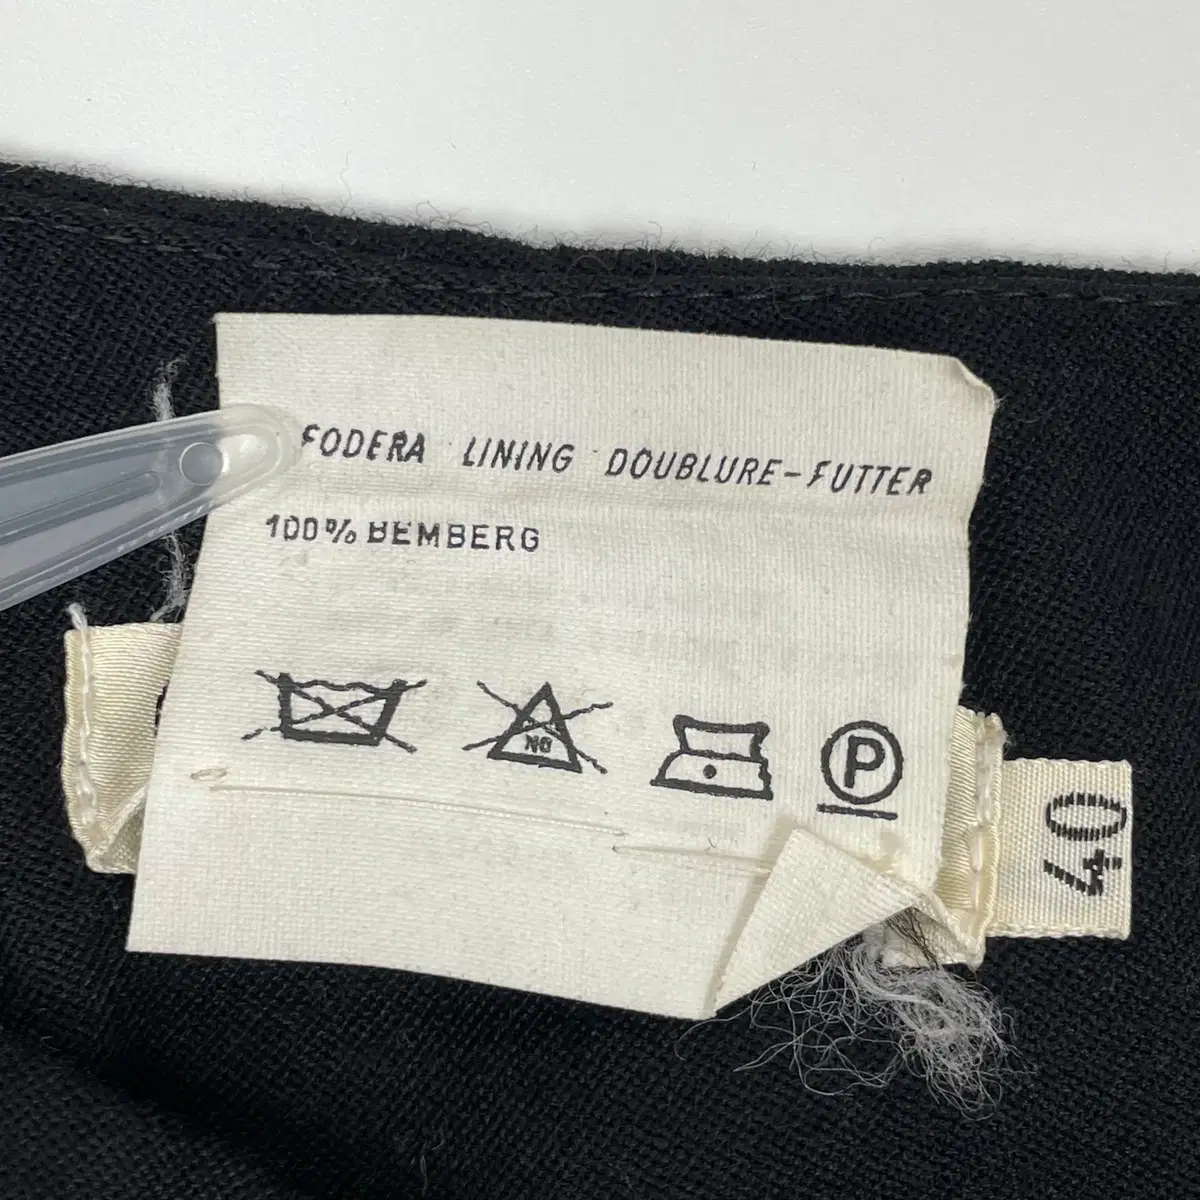 FODERA LINING DOUBLURE-FUTTER
100% BEMBERG
NO
P
40